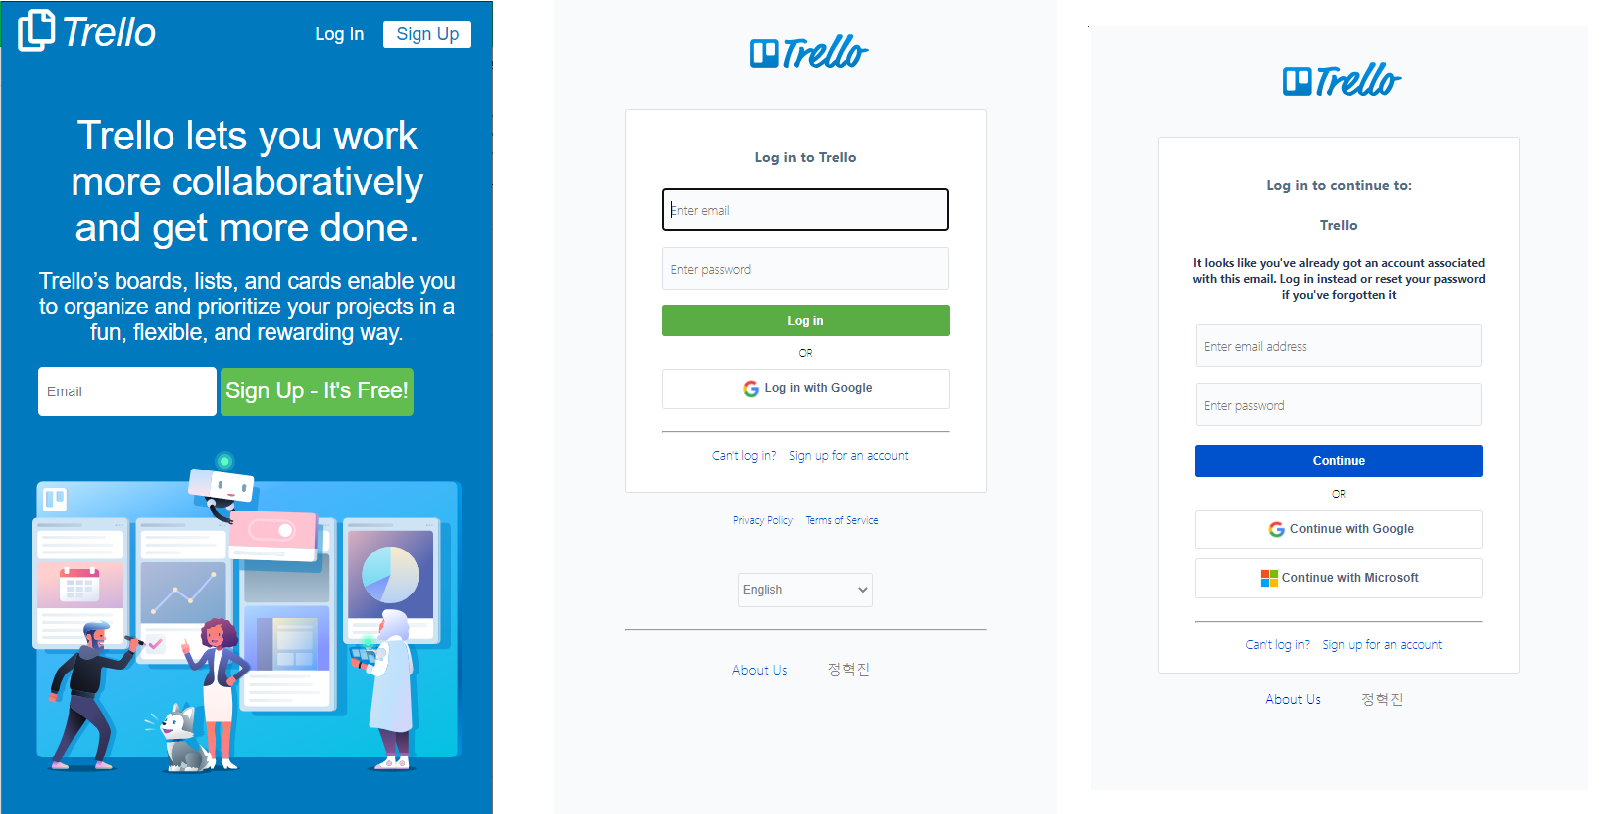 Trello
Log In
Sign Up
Trello lets you work
more collaboratively
and get more done.
Trello's boards, lists, and cards enable you
to organize and prioritize your projects in a
fun, flexible, and rewarding way.
Email
Sign Up - It's Free!
Trello
Log in to Trello
Enter email
Enter password
Log in
OR
Log in with Google
Can't log in? Sign up for an account
Privacy Policy Terms of Service
English
About Us 정혁진
Trello
Log in to continue to:
Trello
It looks like you've already got an account associated
with this email. Log in instead or reset your password
if you've forgotten it
Enter email address
Enter password
Continue
OR
Continue with Google
Continue with Microsoft
Can't log in? Sign up for an account
About Us 정혁진